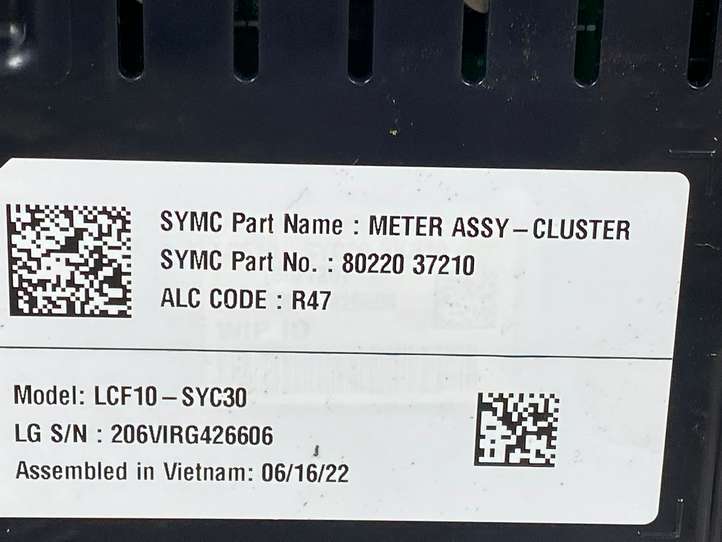 SYMC Part Name : METER ASSY-CLUSTER
SYMC Part No. : 80220 37210
ALC CODE : R47
Model: LCF10-SYC30
LG S/N : 206VIRG426606
Assembled in Vietnam: 06/16/22